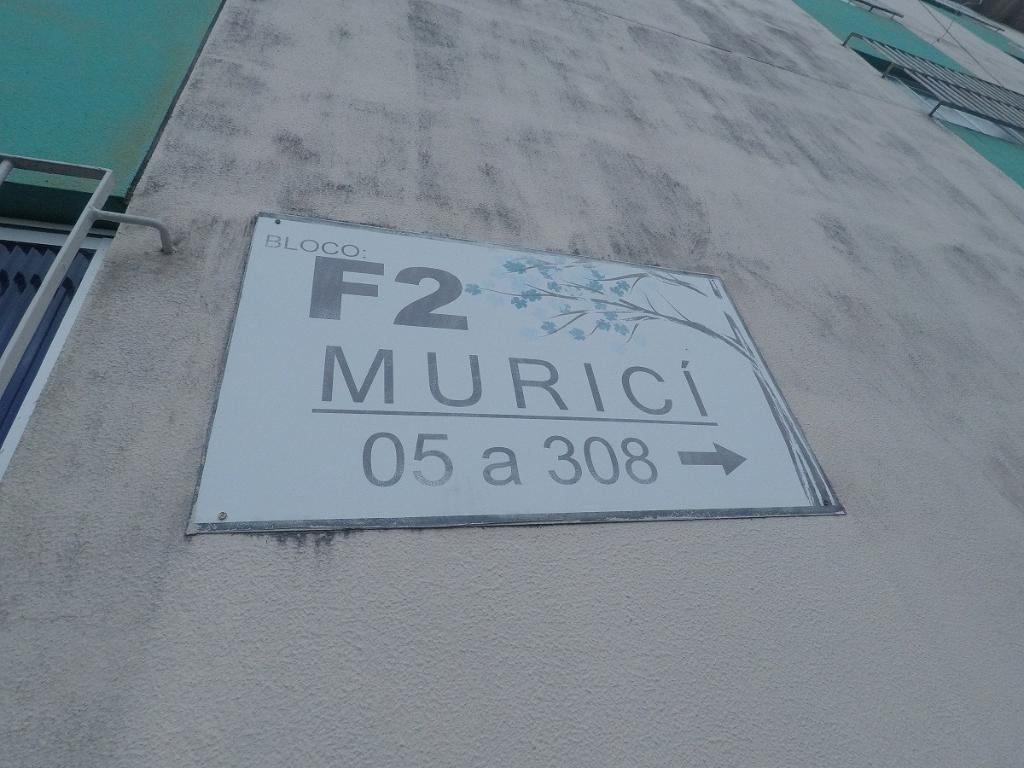 BLOCO:
F2
MURICÍ
05 a 308